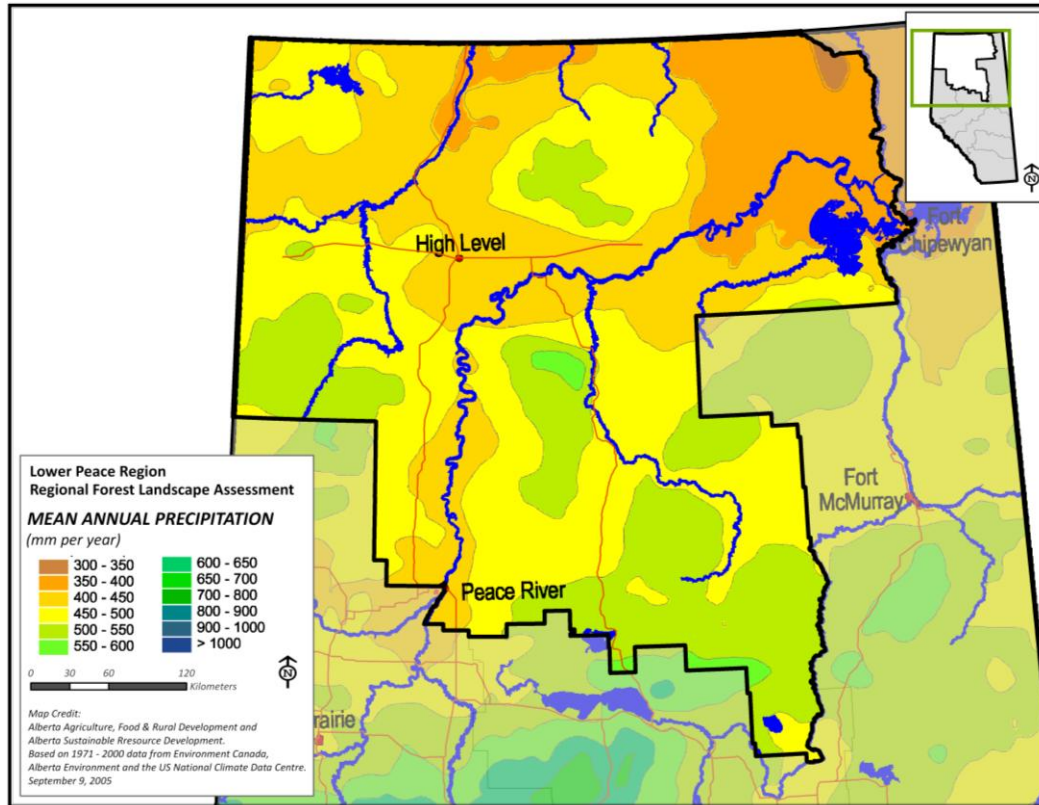 High Level
Fort
Chipewyan
Fort
McMurray
Peace River
rairie
N
Lower Peace Region
Regional Forest Landscape Assessment
MEAN ANNUAL PRECIPITATION
(mm per year)
300 - 350
350 - 400
400 - 450
450 - 500
500 - 550
550 - 600
600 - 650
650 - 700
700 - 800
800 - 900
900 - 1000
> 1000
0 30 60 120
Kilometers
N
Map Credit:
Alberta Agriculture, Food & Rural Development and
Alberta Sustainable Rresource Development.
Based on 1971 - 2000 data from Environment Canada,
Alberta Environment and the US National Climate Data Centre.
September 9, 2005